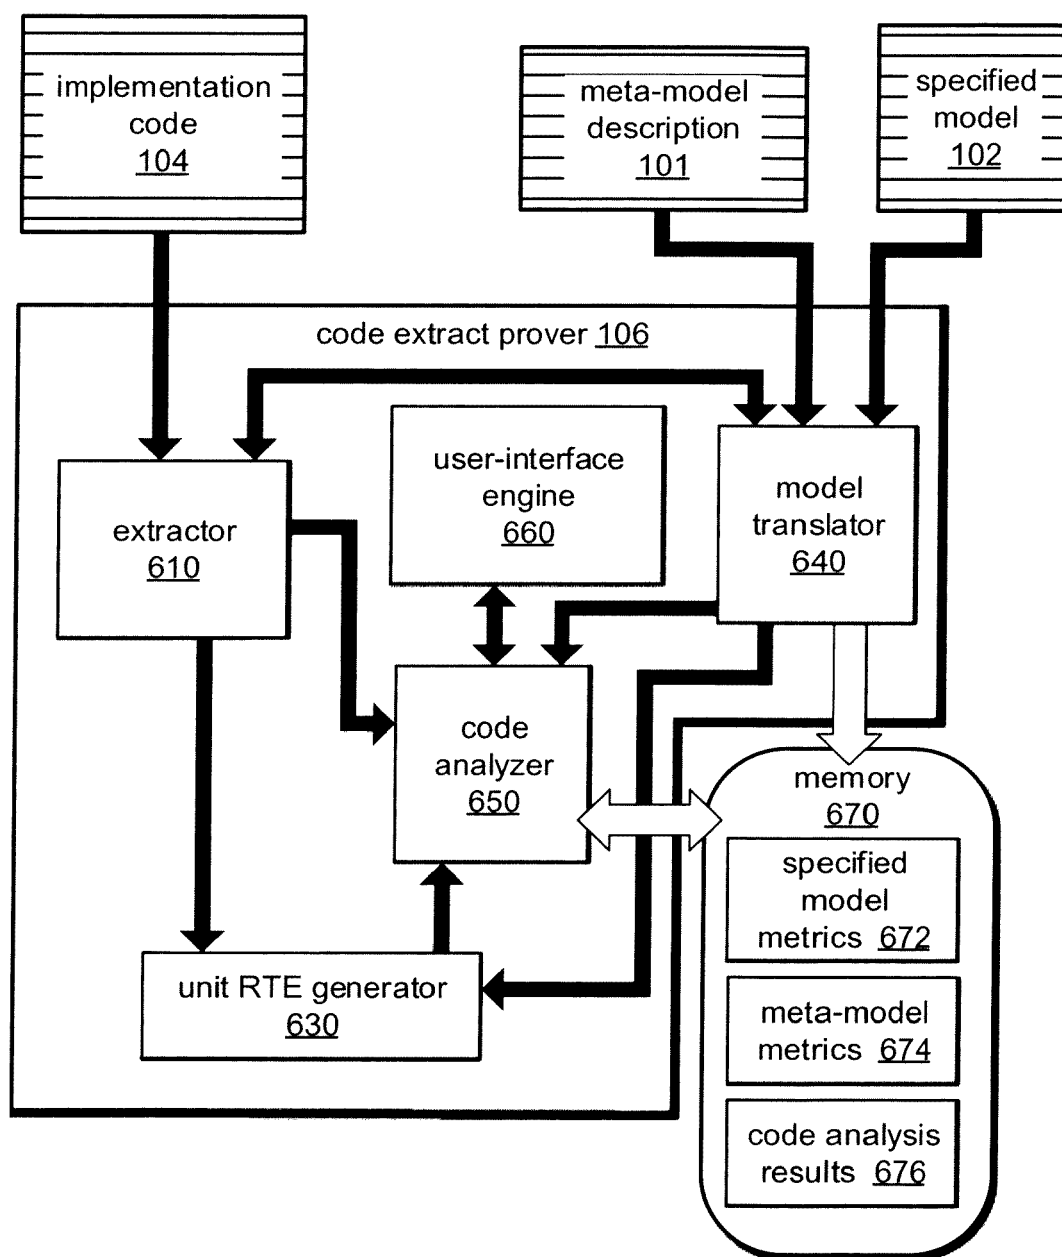 implementation
code
104
meta-model
description
101
specified
model
102
code extract prover 106
user-interface
engine
660
model
translator
640
extractor
610
code
analyzer
650
memory
670
specified
model
metrics 672
unit RTE generator
630
meta-model
metrics 674
code analysis
results 676